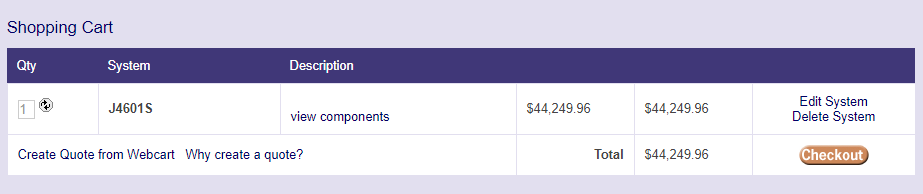 Shopping Cart
Qty System Description
1 J4601S view components $44,249.96 $44,249.96 Edit System
Delete System
Create Quote from Webcart Why create a quote? Total $44,249.96 Checkout